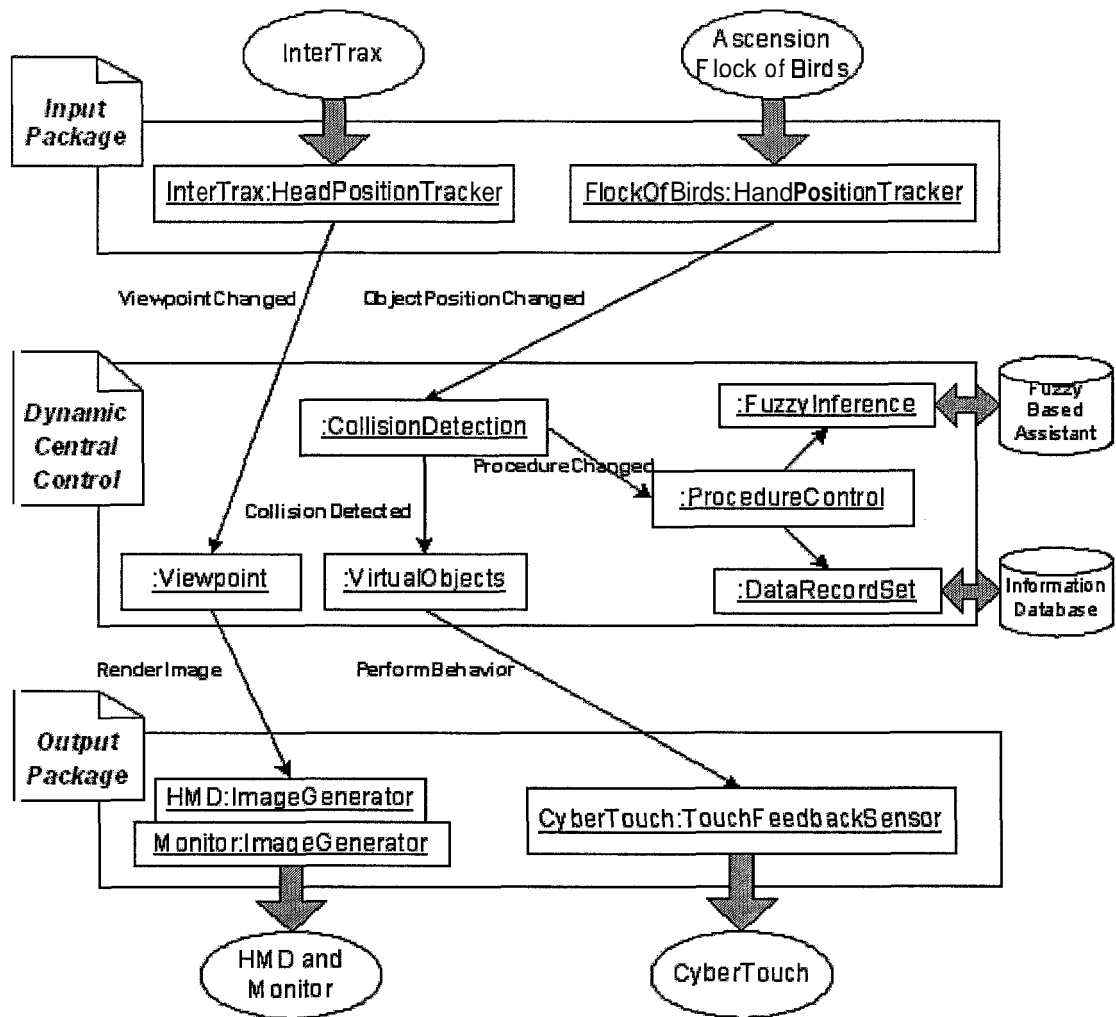 InterTrax
Ascension
Flock of Birds
Input
Package
InterTrax:HeadPositionTracker
FlockOfBirds:HandPositionTracker
ViewpointChanged
ObjectPositionChanged
Dynamic
Central
Control
:CollisionDetection
:FuzzyInference
Fuzzy
Based
Assistant
ProcedureChanged
:ProcedureControl
CollisionDetected
:Viewpoint
:VirtualObjects
:DataRecordSet
Information
Database
RenderImage
PerformBehavior
Output
Package
HMD:ImageGenerator
Monitor:ImageGenerator
CyberTouch:TouchFeedbackSensor
HMD and
Monitor
CyberTouch